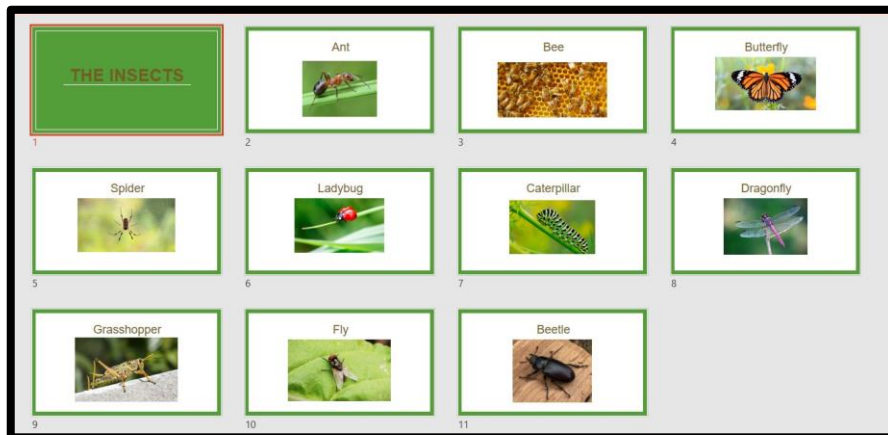 THE INSECTS
1
Ant
2
Bee
3
Butterfly
4
Spider
5
Ladybug
6
Caterpillar
7
Dragonfly
8
Grasshopper
9
Fly
10
Beetle
11